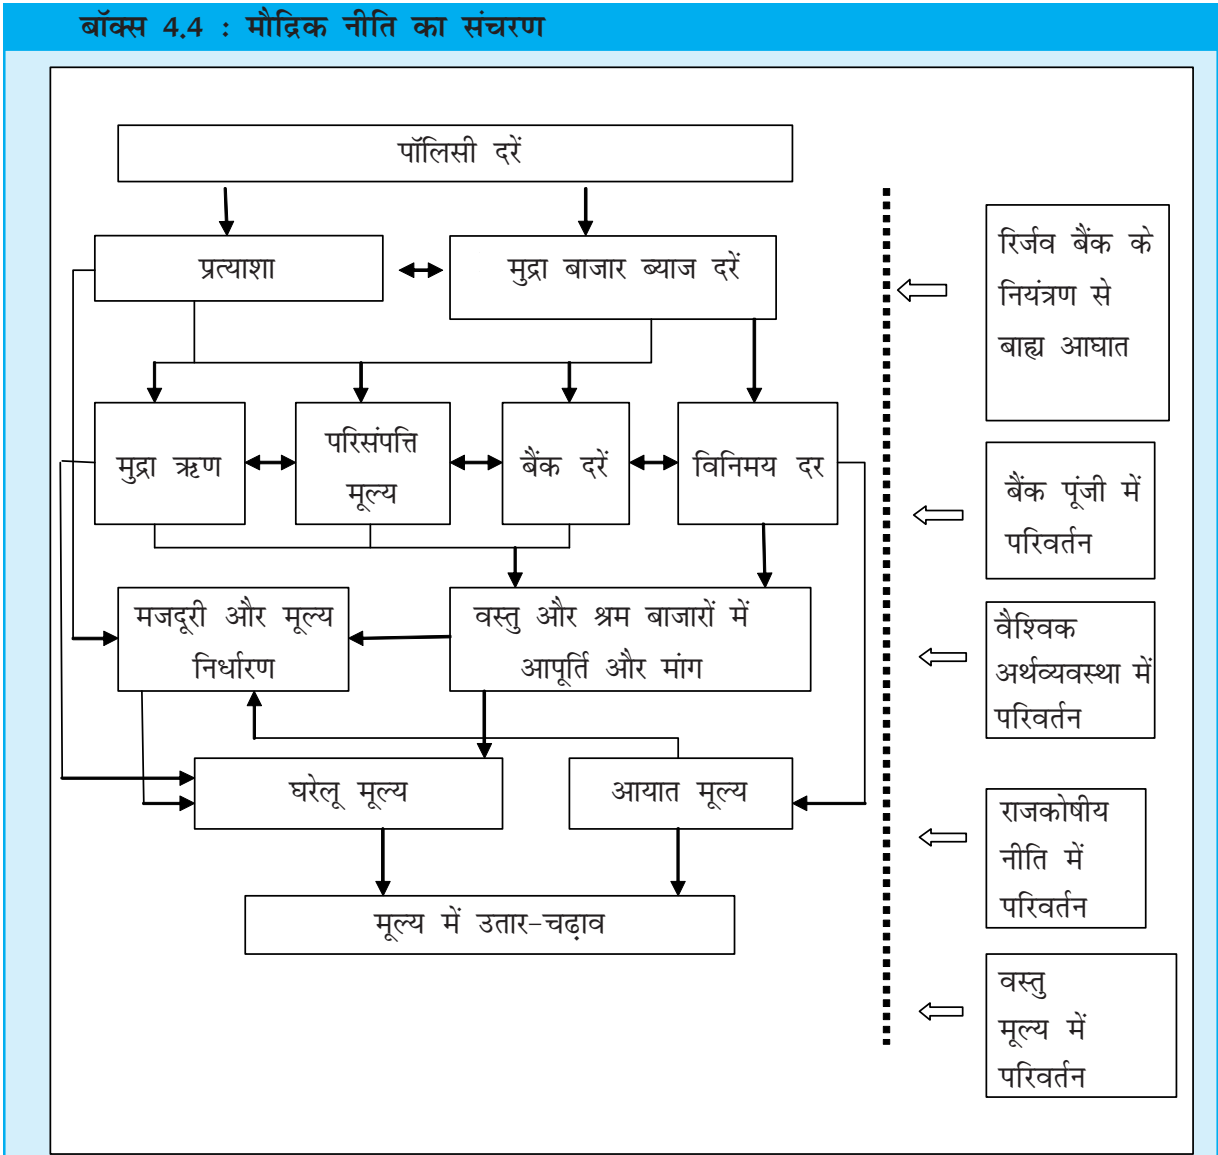 बॉक्स 4.4 : मौद्रिक नीति का संचरण
पॉलिसी दरें
प्रत्याशा
मुद्रा बाजार ब्याज दरें
मुद्रा ऋण
परिसंपत्ति
मूल्य
बैंक दरें
विनिमय दर
मजदूरी और मूल्य
निर्धारण
वस्तु और श्रम बाजारों में
आपूर्ति और मांग
घरेलू मूल्य
आयात मूल्य
मूल्य में उतार-चढ़ाव
रिर्जव बैंक के
नियंत्रण से
बाह्य आघात
बैंक पूंजी में
परिवर्तन
वैश्विक
अर्थव्यवस्था में
परिवर्तन
राजकोषीय
नीति में
परिवर्तन
वस्तु
मूल्य में
परिवर्तन